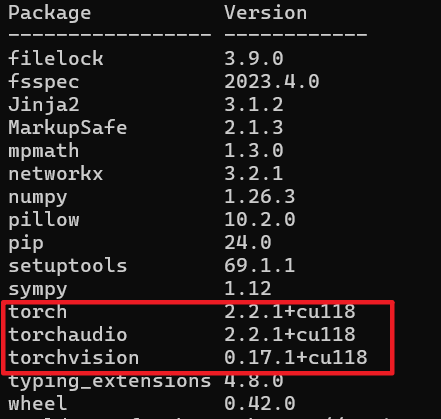 Package Version
----------------- ------------
filelock 3.9.0
fsspec 2023.4.0
Jinja2 3.1.2
MarkupSafe 2.1.3
mpmath 1.3.0
networkx 3.2.1
numpy 1.26.3
pillow 10.2.0
pip 24.0
setuptools 69.1.1
sympy 1.12
torch 2.2.1+cu118
torchaudio 2.2.1+cu118
torchvision 0.17.1+cu118
typing_extensions 4.8.0
wheel 0.42.0